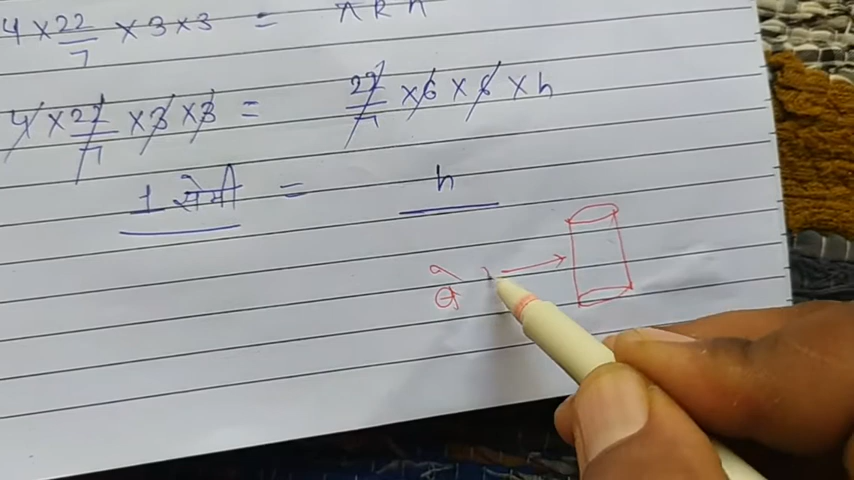 4 × 22/7 × 3 × 3 = π R h
4 × 22/7 × 3 × 3 = 22/7 × 6 × 6 × h
1 सेमी = h